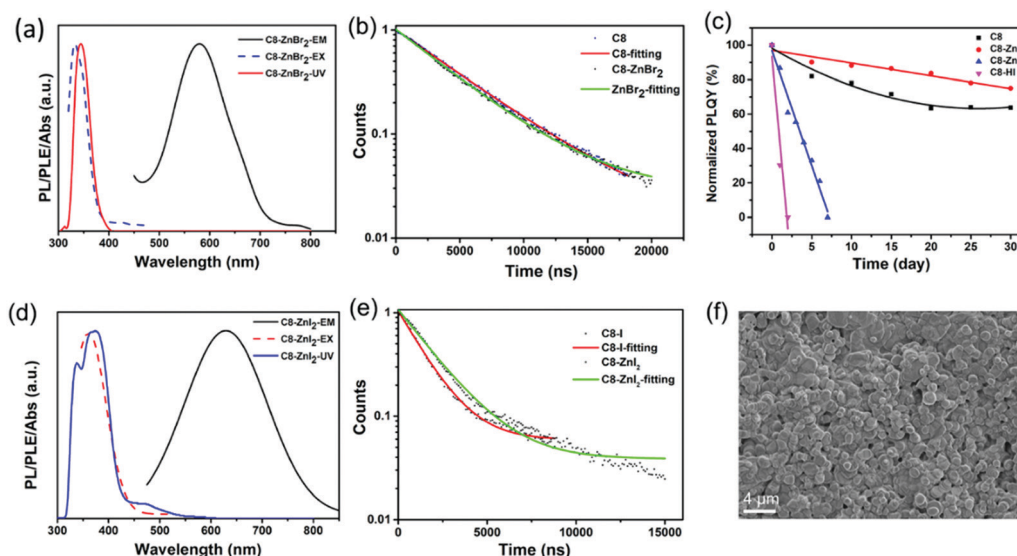 (a)
PL/PLE/Abs (a.u.)
C8-ZnBr2-EM
C8-ZnBr2-EX
C8-ZnBr2-UV
300 400 500 600 700 800
Wavelength (nm)
(b)
Counts
1
0.1
0.01
C8
C8-fitting
C8-ZnBr2
ZnBr2-fitting
0 5000 10000 15000 20000
Time (ns)
(c)
Normalized PLQY (%)
100
80
60
40
20
0
C8
C8-Zn
C8-Zn
C8-HI
0 5 10 15 20 25 30
Time (day)
(d)
PL/PLE/Abs (a.u.)
C8-ZnI2-EM
C8-ZnI2-EX
C8-ZnI2-UV
300 400 500 600 700 800
Wavelength (nm)
(e)
Counts
1
0.1
0.01
C8-I
C8-I-fitting
C8-ZnI2
C8-ZnI2-fitting
0 5000 10000 15000
Time (ns)
(f)
4 μm